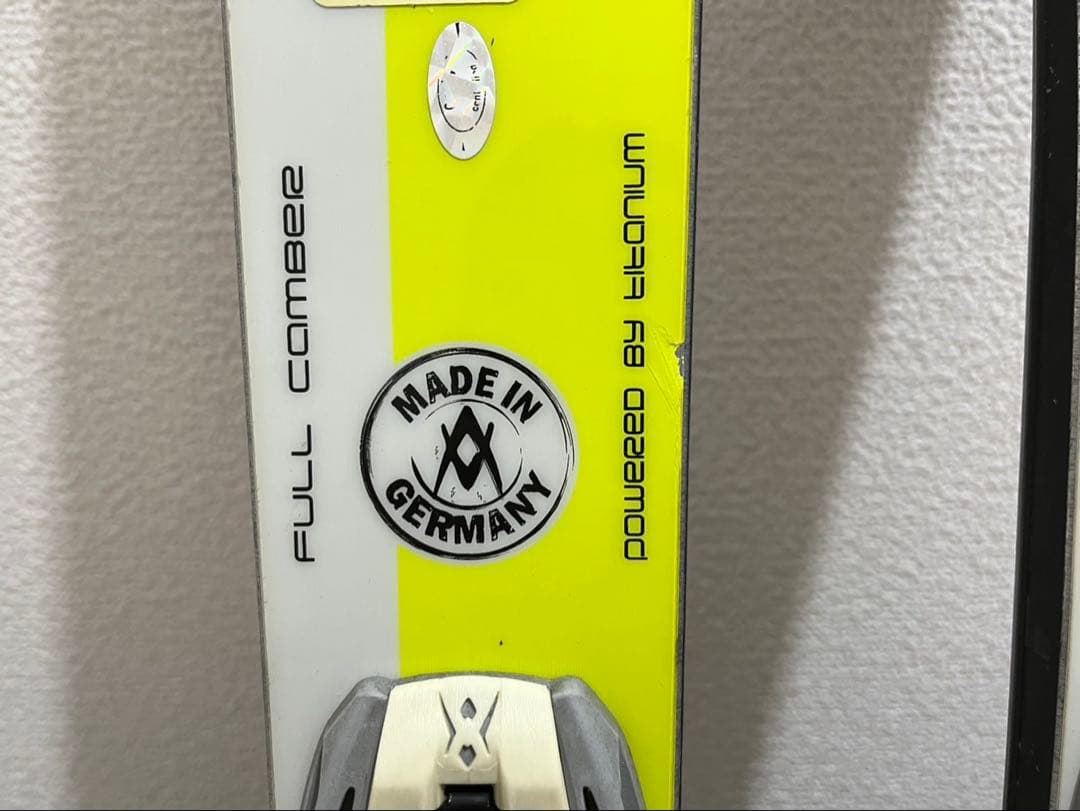 FULL CAMBER
MADE IN
GERMANY
POWERED BY TITANIUM